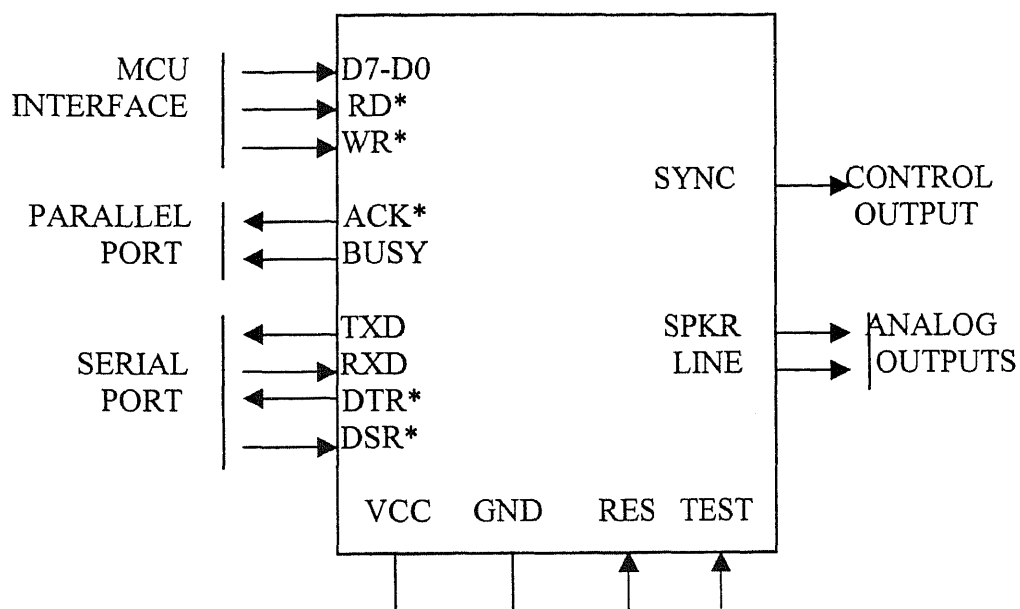 MCU
INTERFACE
D7-D0
RD*
WR*
PARALLEL
PORT
ACK*
BUSY
SERIAL
PORT
TXD
RXD
DTR*
DSR*
SYNC
CONTROL
OUTPUT
SPKR
LINE
ANALOG
OUTPUTS
VCC GND RES TEST